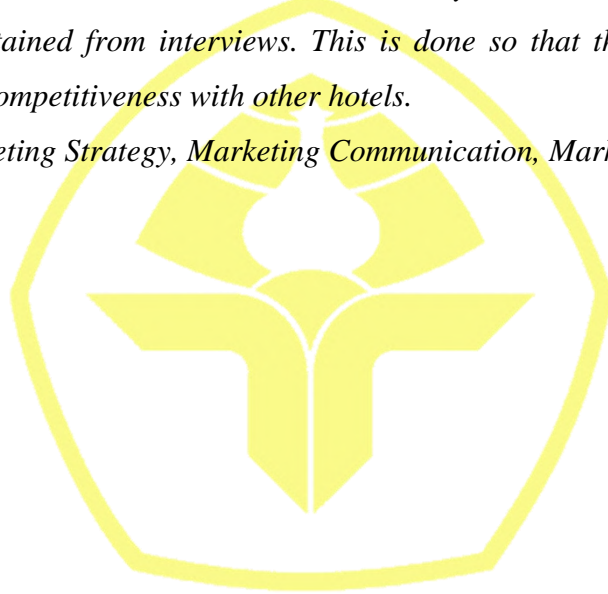 tained from interviews. This is done so that th
ompetitiveness with other hotels.
eting Strategy, Marketing Communication, Mark